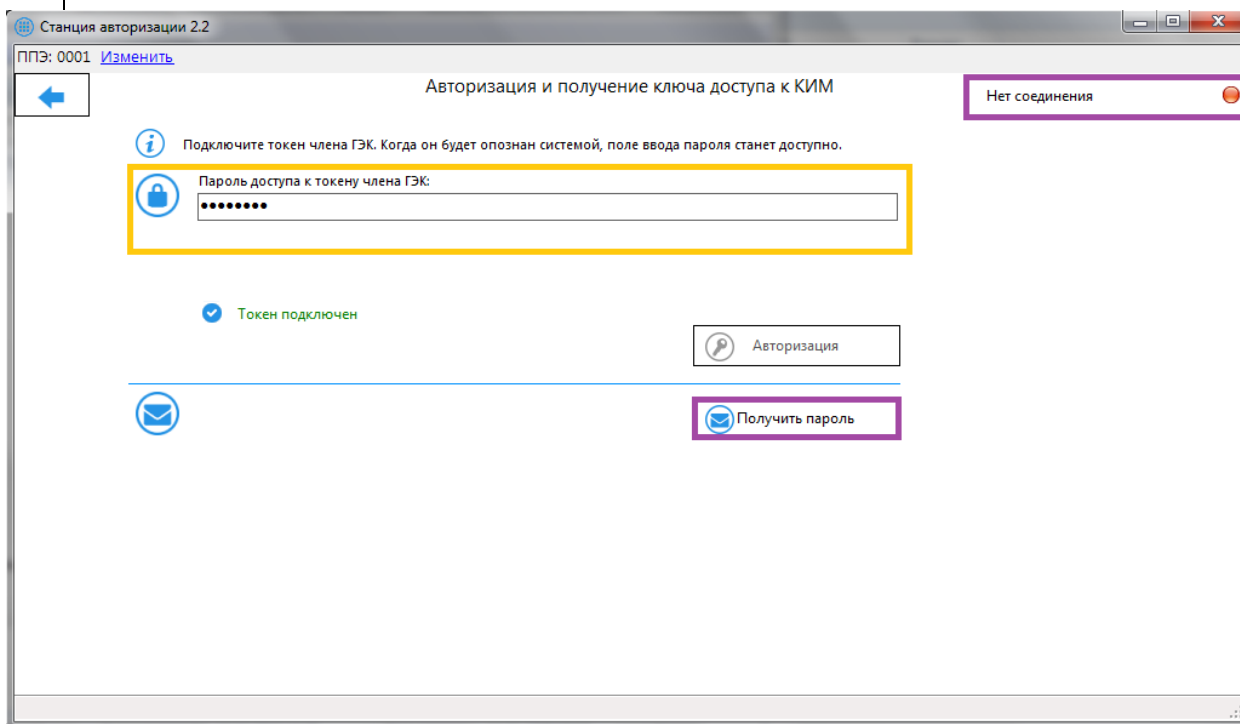 Станция авторизации 2.2
ППЭ: 0001 Изменить
Авторизация и получение ключа доступа к КИМ
Нет соединения
Подключите токен члена ГЭК. Когда он будет опознан системой, поле ввода пароля станет доступно.
Пароль доступа к токену члена ГЭК:
••••••••
Токен подключен
Авторизация
Получить пароль